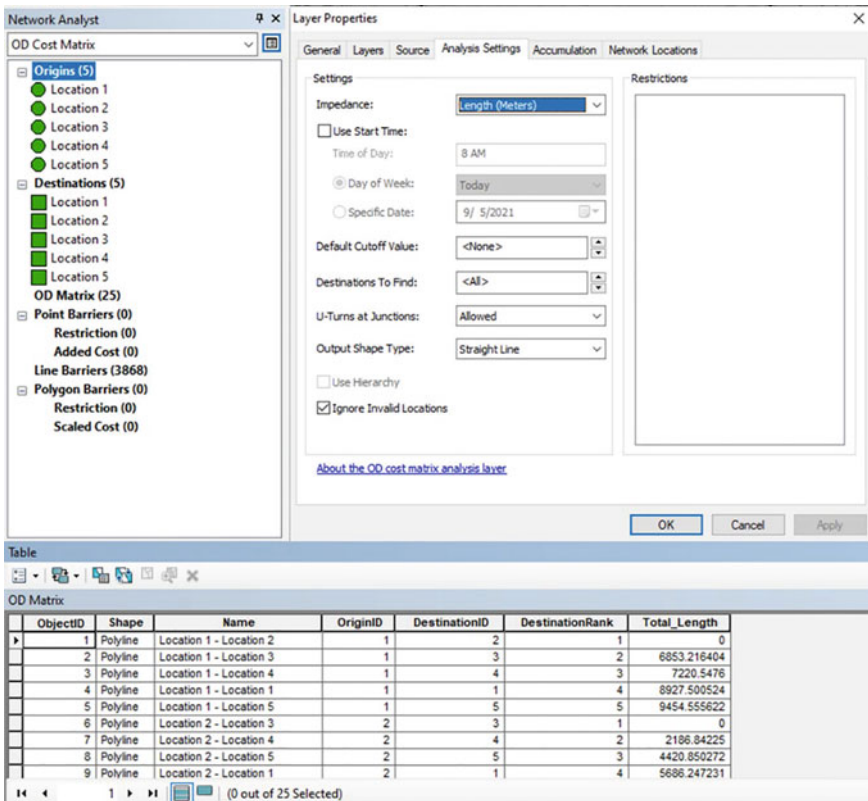 Network Analyst
OD Cost Matrix
Origins (5)
Location 1
Location 2
Location 3
Location 4
Location 5
Destinations (5)
Location 1
Location 2
Location 3
Location 4
Location 5
OD Matrix (25)
Point Barriers (0)
Restriction (0)
Added Cost (0)
Line Barriers (3868)
Polygon Barriers (0)
Restriction (0)
Scaled Cost (0)
Layer Properties
General Layers Source Analysis Settings Accumulation Network Locations
Settings
Impedance: Length (Meters)
Use Start Time:
Time of Day: 8 AM
Day of Week: Today
Specific Date: 9/ 5/2021
Default Cutoff Value: <None>
Destinations To Find: <All>
U-Turns at Junctions: Allowed
Output Shape Type: Straight Line
Use Hierarchy
Ignore Invalid Locations
About the OD cost matrix analysis layer
Restrictions
OK Cancel Apply
Table
OD Matrix
ObjectID Shape Name OriginID DestinationID DestinationRank Total_Length
1 Polyline Location 1 - Location 2 1 2 1 0
2 Polyline Location 1 - Location 3 1 3 2 6853.216404
3 Polyline Location 1 - Location 4 1 4 3 7220.5476
4 Polyline Location 1 - Location 1 1 1 4 8927.500524
5 Polyline Location 1 - Location 5 1 5 5 9454.555622
6 Polyline Location 2 - Location 3 2 3 1 0
7 Polyline Location 2 - Location 4 2 4 2 2186.84225
8 Polyline Location 2 - Location 5 2 5 3 4420.850272
9 Polyline Location 2 - Location 1 2 1 4 5686.247231
1 (0 out of 25 Selected)